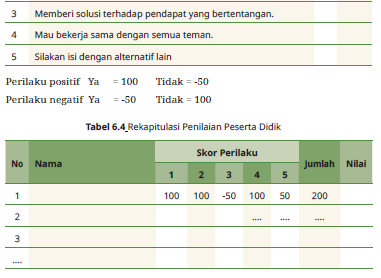 3 Memberi solusi terhadap pendapat yang bertentangan.
4 Mau bekerja sama dengan semua teman.
5 Silakan isi dengan alternatif lain
Perilaku positif Ya = 100 Tidak = -50
Perilaku negatif Ya = -50 Tidak = 100
Tabel 6.4 Rekapitulasi Penilaian Peserta Didik
No Nama Skor Perilaku Jumlah Nilai
1 2 3 4 5
1 100 100 -50 100 50 200
2 .... .... ....
3
....